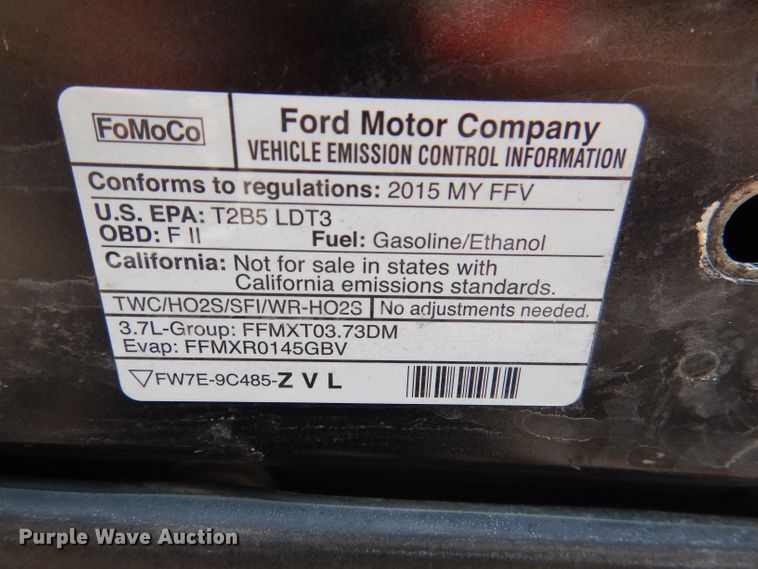 FoMoCo
Ford Motor Company
VEHICLE EMISSION CONTROL INFORMATION
Conforms to regulations: 2015 MY FFV
U.S. EPA: T2B5 LDT3
OBD: F II Fuel: Gasoline/Ethanol
California: Not for sale in states with
California emissions standards.
TWC/HO2S/SFI/WR-HO2S No adjustments needed.
3.7L-Group: FFMXT03.73DM
Evap: FFMXR0145GBV
▽FW7E-9C485-Z V L
Purple Wave Auction